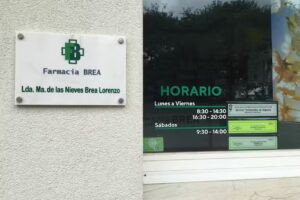 Farmacia BREA
Lda. Ma. de las Nieves Brea Lorenzo
HORARIO
Lunes a Viernes
8:30 - 14:30
16:30 - 20:00
Sábados
9:30 - 14:00